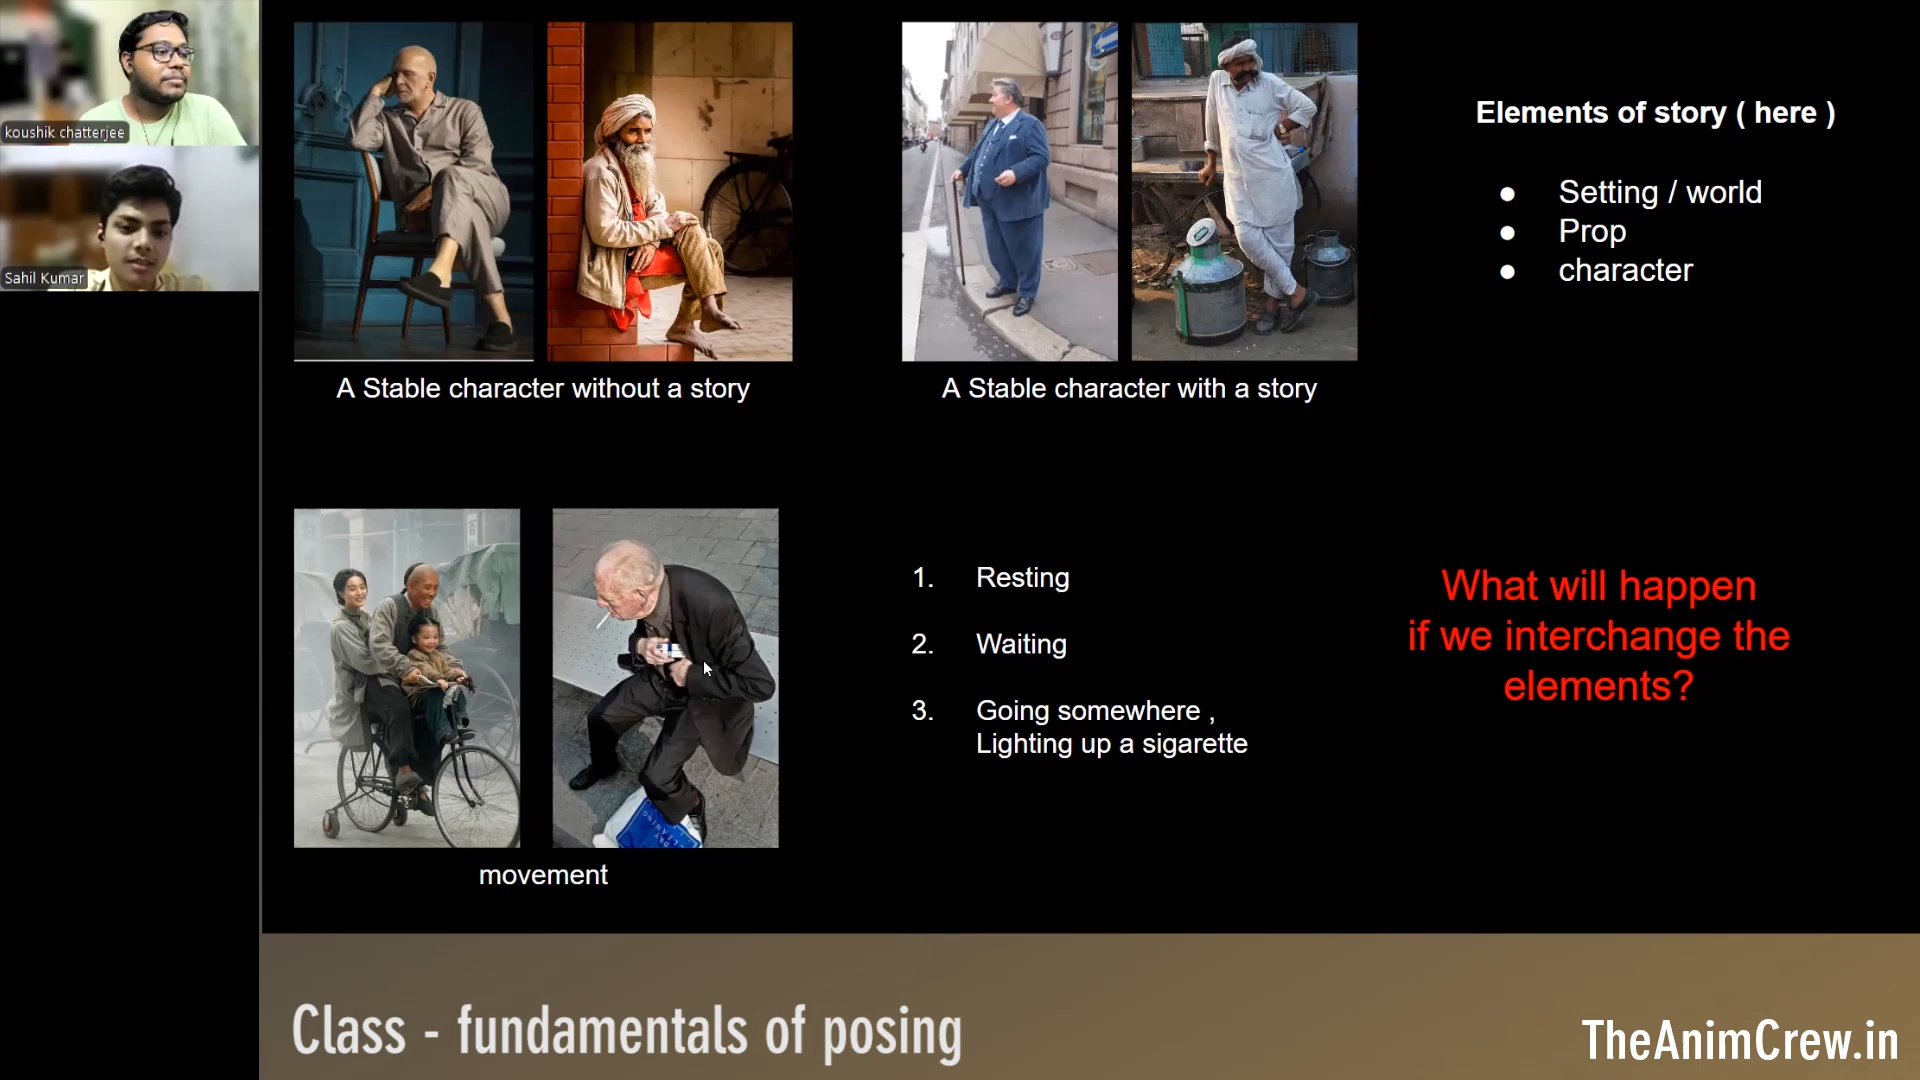 koushik chatterjee
Sahil Kumar
A Stable character without a story
A Stable character with a story
Elements of story ( here )
● Setting / world
● Prop
● character
movement
1. Resting
2. Waiting
3. Going somewhere ,
Lighting up a sigarette
What will happen
if we interchange the
elements?
Class - fundamentals of posing
TheAnimCrew.in